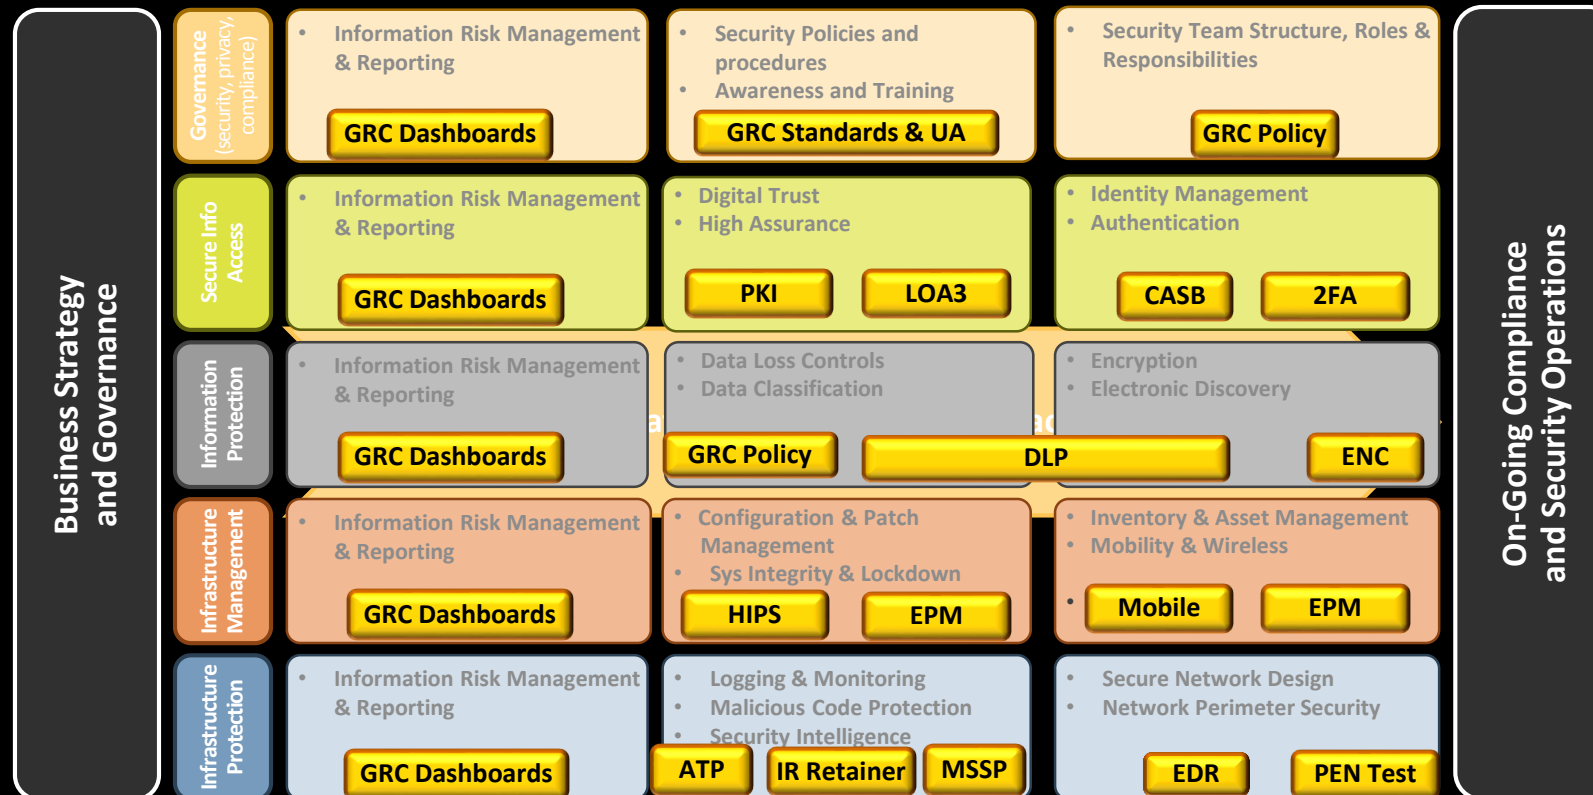 Business Strategy
and Governance
Governance
(security, privacy,
compliance)
• Information Risk Management
& Reporting
GRC Dashboards
• Security Policies and
procedures
• Awareness and Training
GRC Standards & UA
• Security Team Structure, Roles &
Responsibilities
GRC Policy
Secure Info
Access
• Information Risk Management
& Reporting
GRC Dashboards
• Digital Trust
• High Assurance
PKI
LOA3
• Identity Management
• Authentication
CASB
2FA
Information
Protection
• Information Risk Management
& Reporting
GRC Dashboards
• Data Loss Controls
• Data Classification
GRC Policy
DLP
• Encryption
• Electronic Discovery
ENC
Infrastructure
Management
• Information Risk Management
& Reporting
GRC Dashboards
• Configuration & Patch
Management
• Sys Integrity & Lockdown
HIPS
EPM
• Inventory & Asset Management
• Mobility & Wireless
•
Mobile
EPM
Infrastructure
Protection
• Information Risk Management
& Reporting
GRC Dashboards
• Logging & Monitoring
• Malicious Code Protection
• Security Intelligence
ATP
IR Retainer
MSSP
• Secure Network Design
• Network Perimeter Security
EDR
PEN Test
On-Going Compliance
and Security Operations